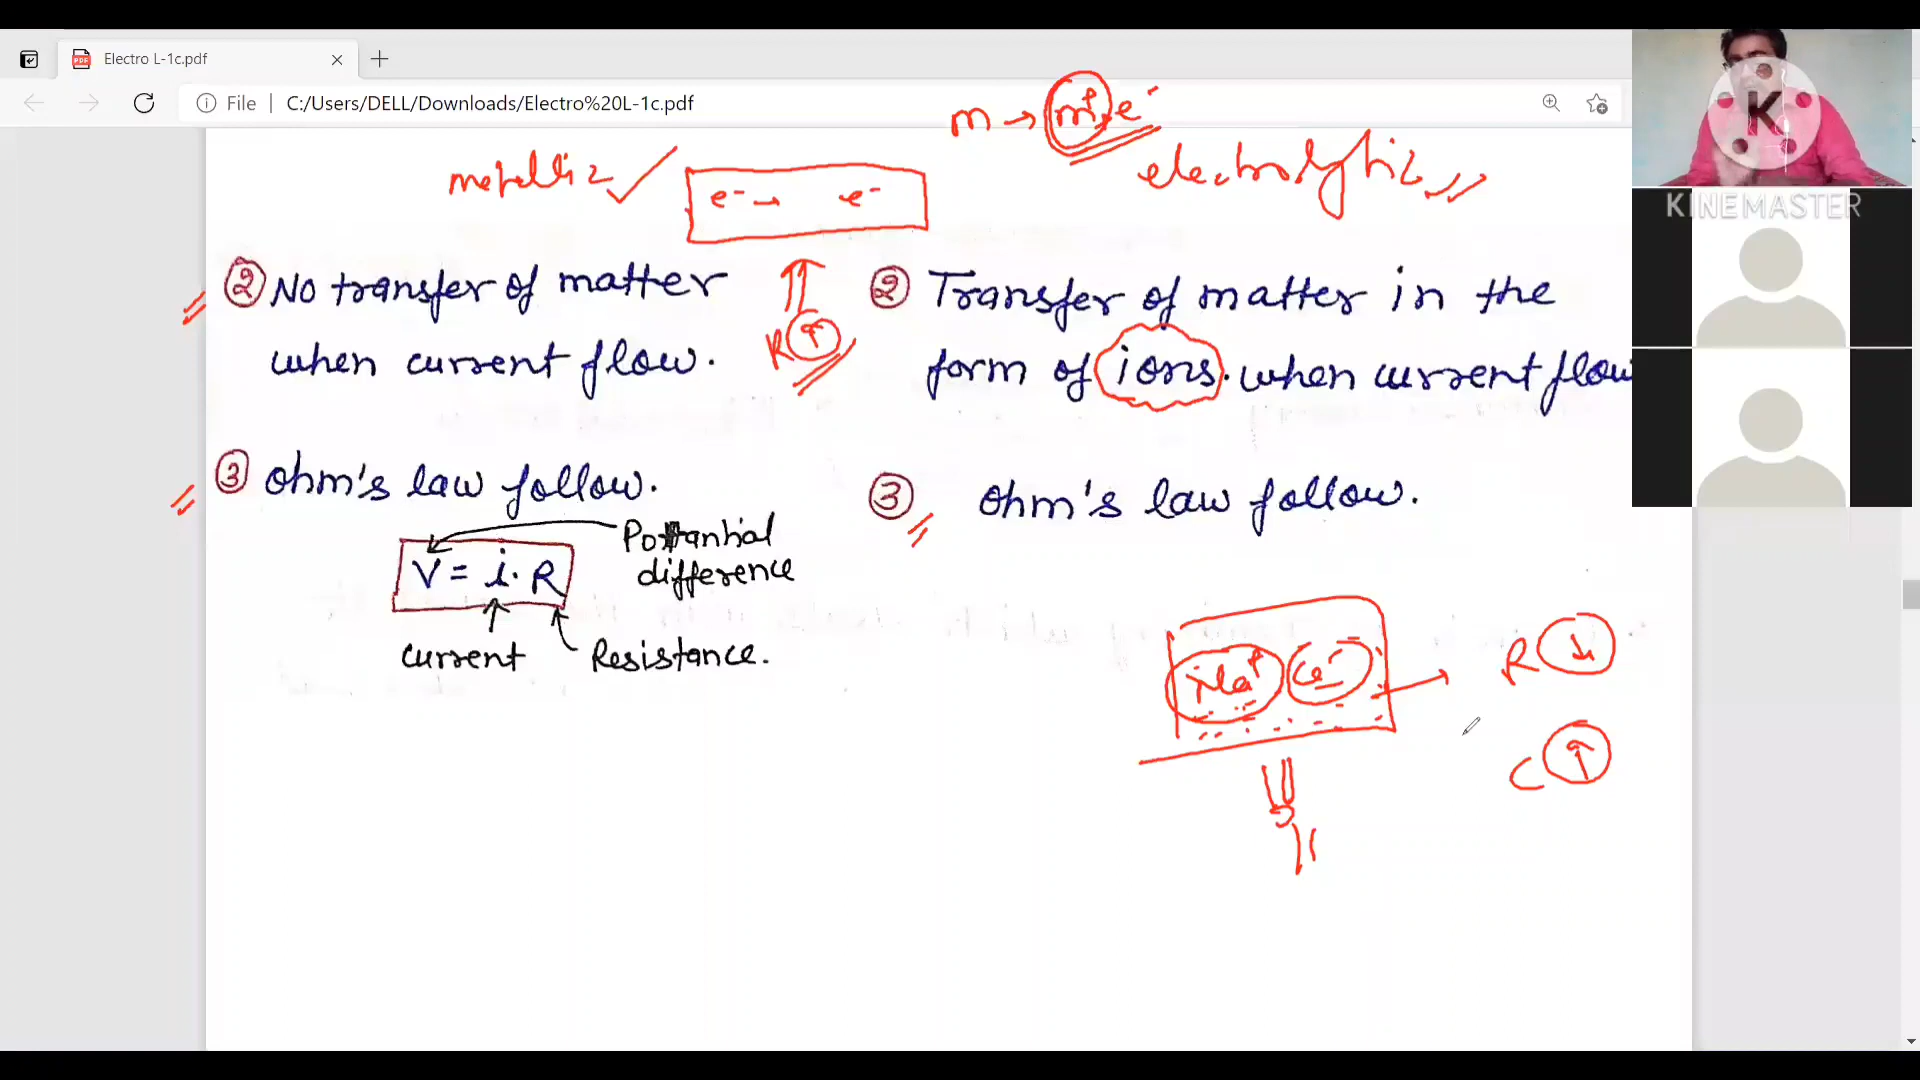 Electro L-1c.pdf
File | C:/Users/DELL/Downloads/Electro%20L-1c.pdf
K
KINEMASTER
m → m+, e-
metallic
e- → e-
electrolytic
② No transfer of matter
when current flow.
R ↑
② Transfer of matter in the
form of ions. when current flow
③ ohm's law follow.
V = i. R
Potantial
difference
current
Resistance.
③ ohm's law follow.
Na+ Cl-
R ↓
C ↑